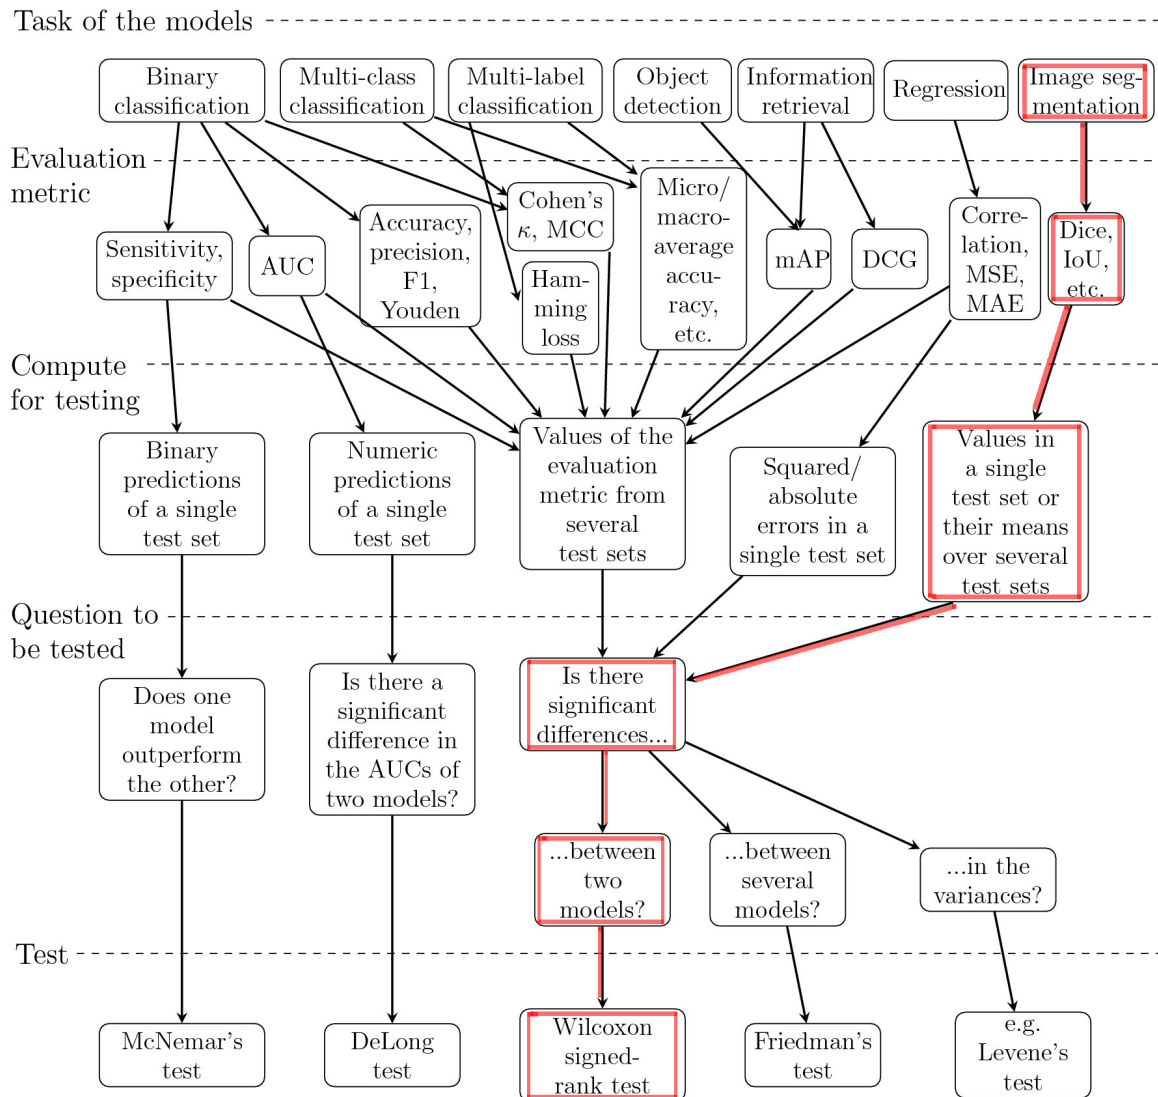 Task of the models
Binary
classification
Multi-class
classification
Multi-label
classification
Object
detection
Information
retrieval
Regression
Image seg-
mentation
Evaluation
metric
Sensitivity,
specificity
AUC
Accuracy,
precision,
F1,
Youden
Cohen's
κ, MCC
Ham-
ming
loss
Micro/
macro-
average
accu-
racy,
etc.
mAP
DCG
Corre-
lation,
MSE,
MAE
Dice,
IoU,
etc.
Compute
for testing
Binary
predictions
of a single
test set
Numeric
predictions
of a single
test set
Values of the
evaluation
metric from
several
test sets
Squared/
absolute
errors in a
single test set
Values in
a single
test set or
their means
over several
test sets
Question to
be tested
Does one
model
outperform
the other?
Is there a
significant
difference in
the AUCs of
two models?
Is there
significant
differences...
...between
two
models?
...between
several
models?
...in the
variances?
Test
McNemar's
test
DeLong
test
Wilcoxon
signed-
rank test
Friedman's
test
e.g.
Levene's
test